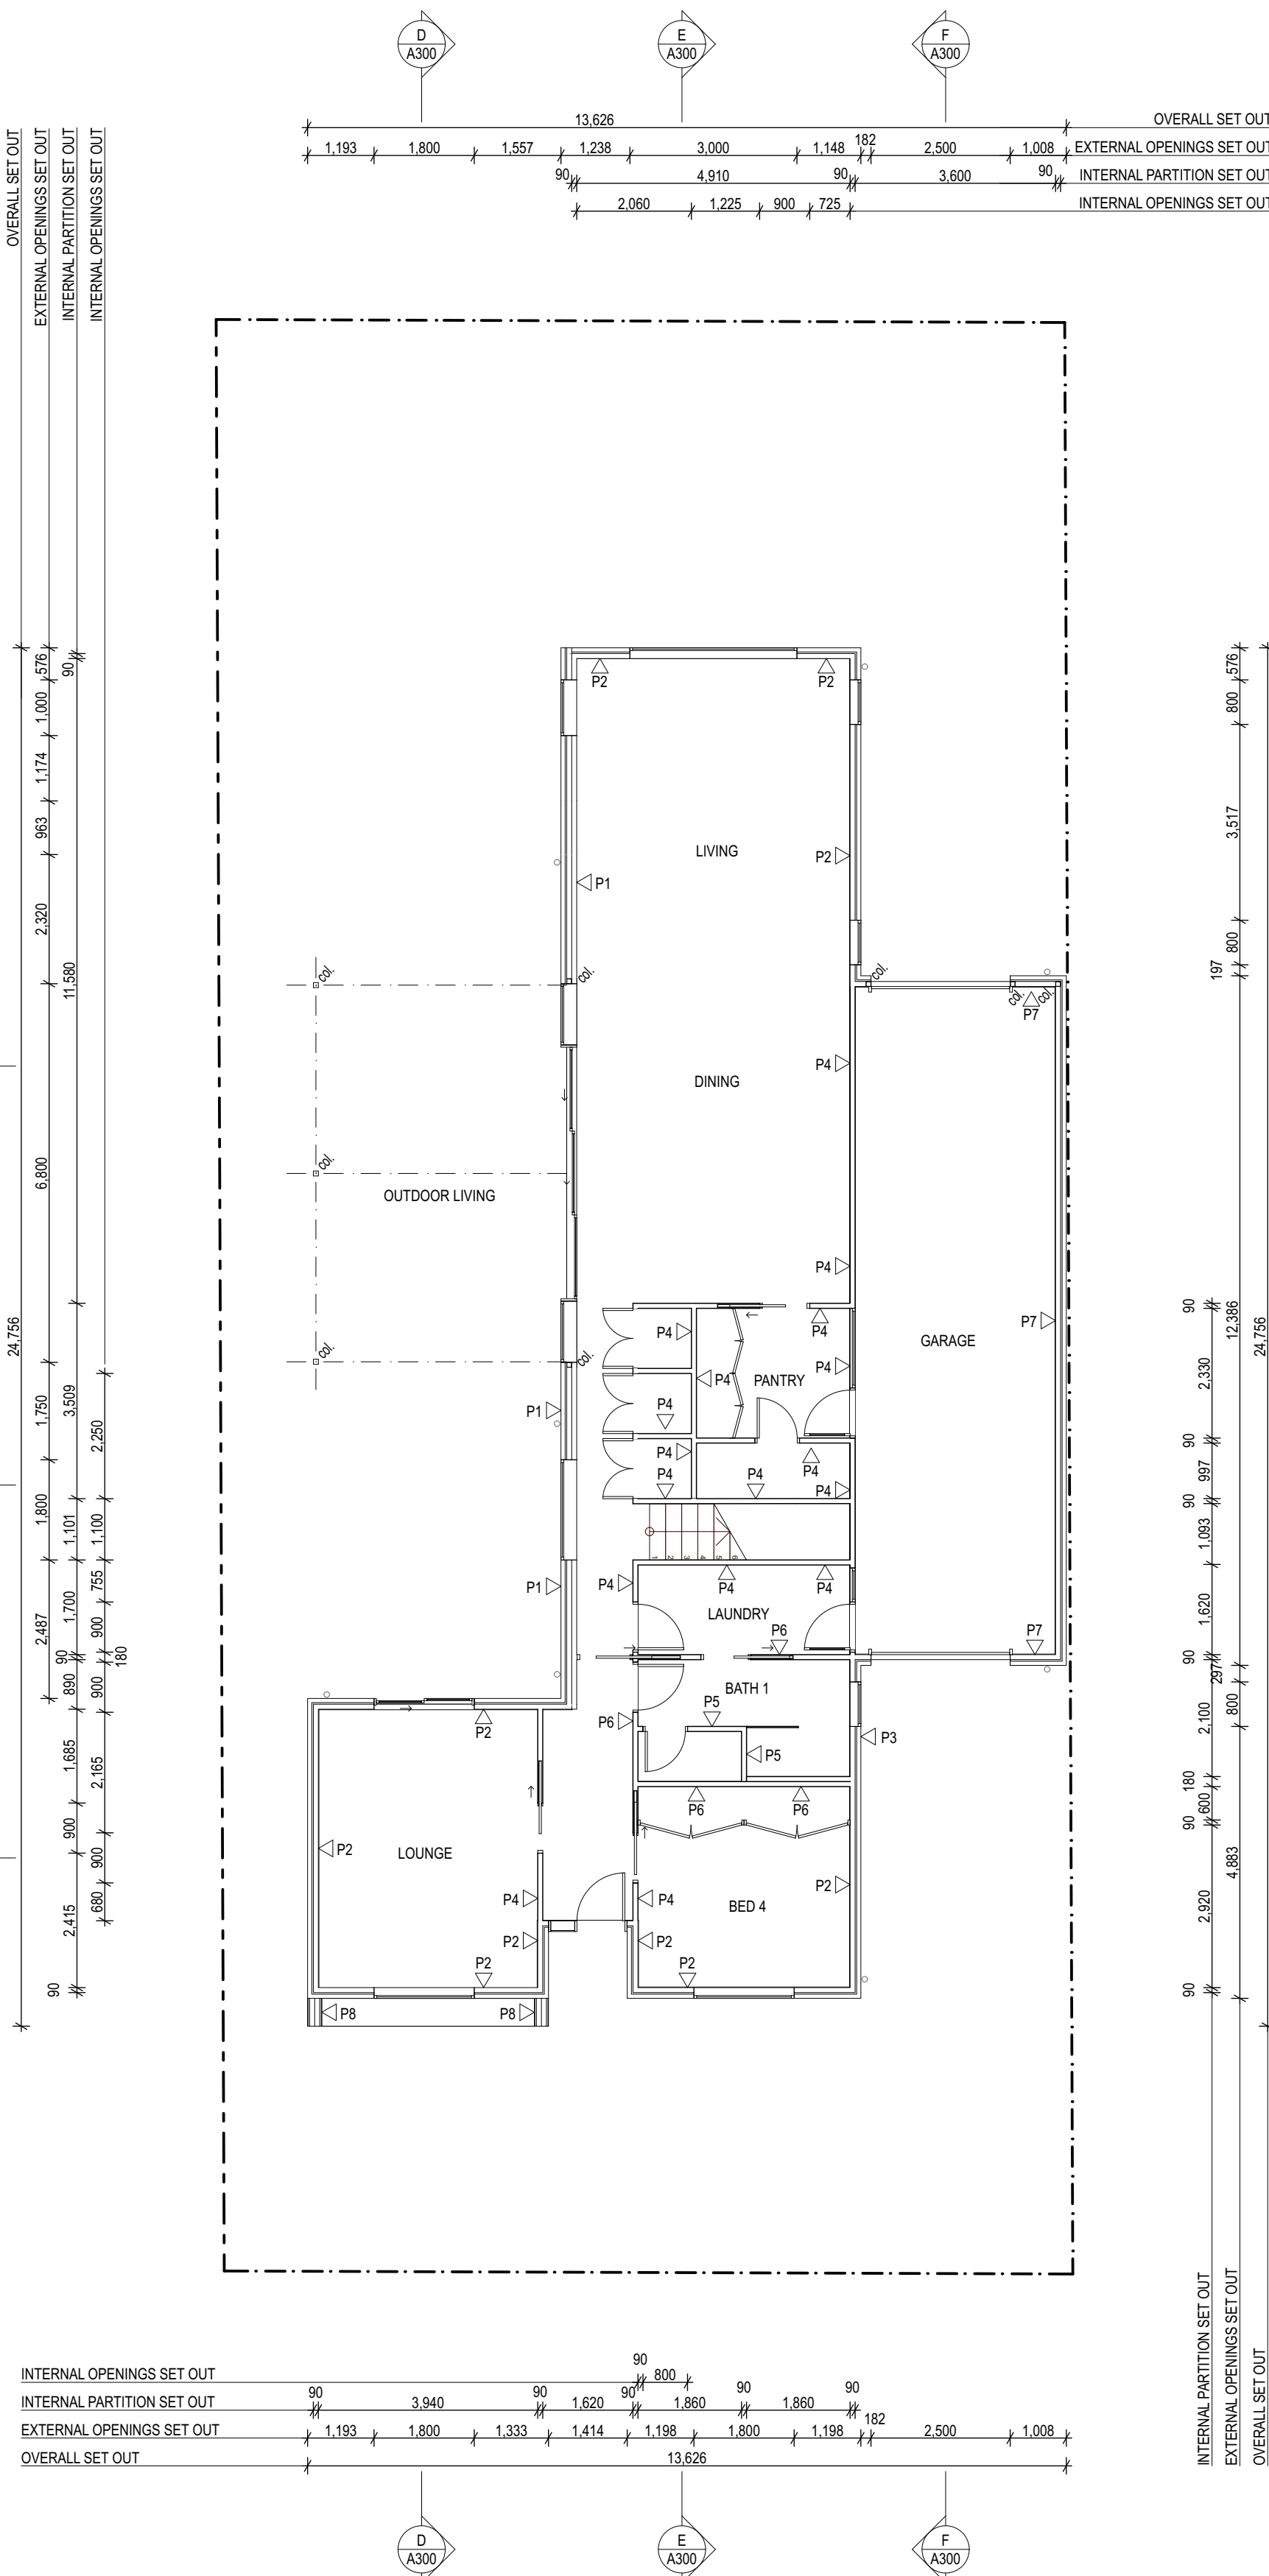 D
A300
E
A300
F
A300
13,626
OVERALL SET OUT
1,193 1,800 1,557 1,238 3,000 1,148 182 2,500 1,008
EXTERNAL OPENINGS SET OUT
90 4,910 90 3,600 90
INTERNAL PARTITION SET OUT
2,060 1,225 900 725
INTERNAL OPENINGS SET OUT
OVERALL SET OUT
24,756
EXTERNAL OPENINGS SET OUT
576 1,000 1,174 963 2,320 6,800 1,750 1,800 2,487
INTERNAL PARTITION SET OUT
90 11,580 3,509 1,101 1,700 90 890 1,685 900 2,415 90
INTERNAL OPENINGS SET OUT
2,250 1,100 755 900 180 900 2,165 900 680
P2 P2
LIVING
P2
P1
col. col. col. col. col.
P7
P4
DINING
col.
OUTDOOR LIVING
P4
P7
GARAGE
P4 P4
P4
col. col.
P4 PANTRY
P1 P4
P4
P4 P4 P4
P4
1 2 3 4 5 6
P1 P4 P4 P4
LAUNDRY
P6 P7
BATH 1
P2 P6 P5
P3
P5
P6 P6
P2 LOUNGE
P2
P4 P4 BED 4
P2 P2
P2 P2
P8 P8
INTERNAL PARTITION SET OUT
90 2,330 90 997 90 1,093 1,620 90 2,100 180 600 90 2,920 90
EXTERNAL OPENINGS SET OUT
576 800 3,517 800 197 12,386 297 800 4,883
OVERALL SET OUT
24,756
INTERNAL OPENINGS SET OUT
90 800
INTERNAL PARTITION SET OUT
90 3,940 90 1,620 90 1,860 90 1,860 90
EXTERNAL OPENINGS SET OUT
1,193 1,800 1,333 1,414 1,198 1,800 1,198 182 2,500 1,008
OVERALL SET OUT
13,626
D
A300
E
A300
F
A300